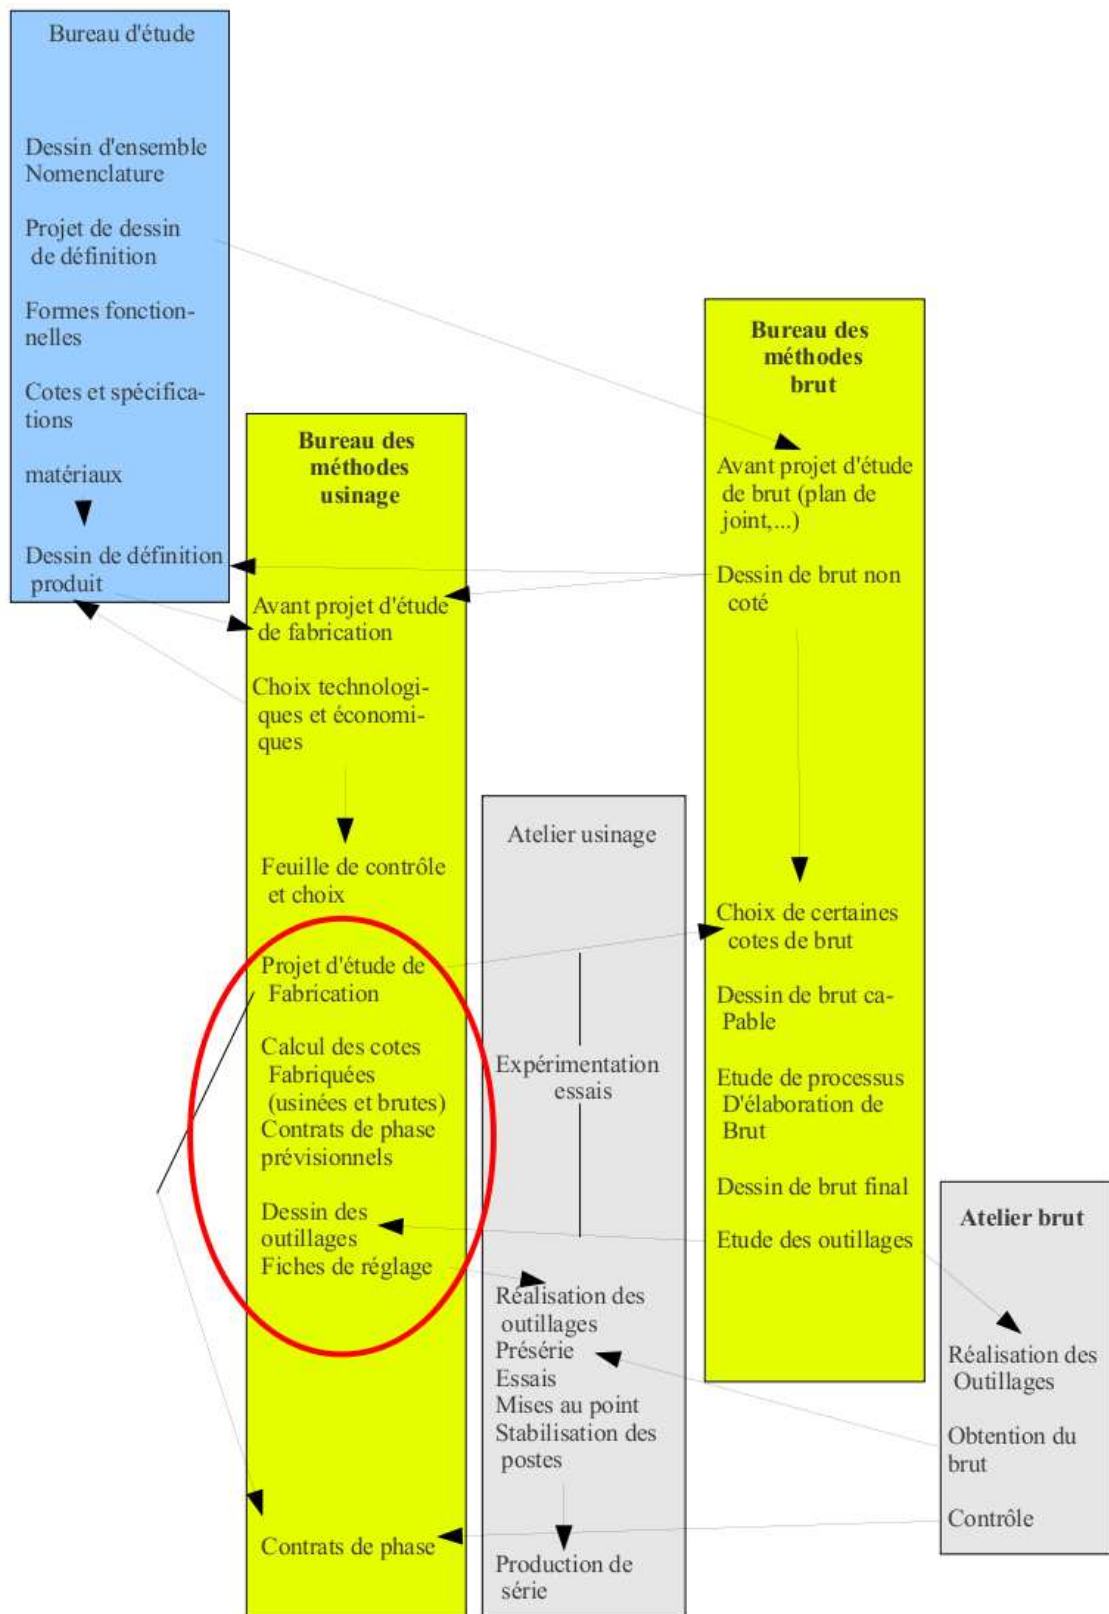 Bureau d'étude
Dessin d'ensemble
Nomenclature
Projet de dessin
de définition
Formes fonction-
nelles
Cotes et spécifica-
tions
matériaux
Dessin de définition
produit
Bureau des
méthodes
usinage
Avant projet d'étude
de fabrication
Choix technologi-
ques et économi-
ques
Feuille de contrôle
et choix
Projet d'étude de
Fabrication
Calcul des cotes
Fabriquées
(usinées et brutes)
Contrats de phase
prévisionnels
Dessin des
outillages
Fiches de réglage
Contrats de phase
Atelier usinage
Expérimentation
essais
Réalisation des
outillages
Présérie
Essais
Mises au point
Stabilisation des
postes
Production de
série
Bureau des
méthodes
brut
Avant projet d'étude
de brut (plan de
joint,...)
Dessin de brut non
coté
Choix de certaines
cotes de brut
Dessin de brut ca-
Pable
Etude de processus
D'élaboration de
Brut
Dessin de brut final
Etude des outillages
Atelier brut
Réalisation des
Outillages
Obtention du
brut
Contrôle